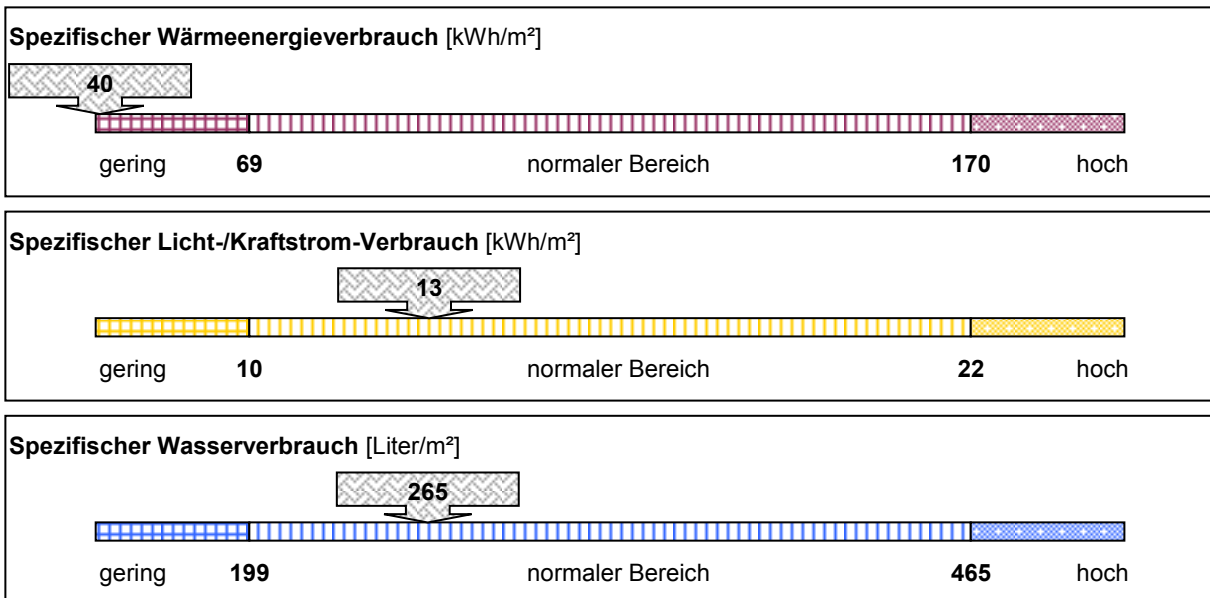 Spezifischer Wärmeenergieverbrauch [kWh/m²]
40
gering 69 normaler Bereich 170 hoch
Spezifischer Licht-/Kraftstrom-Verbrauch [kWh/m²]
13
gering 10 normaler Bereich 22 hoch
Spezifischer Wasserverbrauch [Liter/m²]
265
gering 199 normaler Bereich 465 hoch